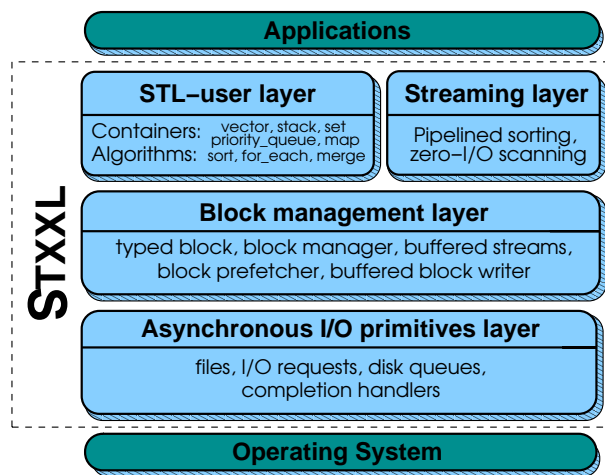 Applications
STXXL
STL–user layer
Containers: vector, stack, set
priority_queue, map
Algorithms: sort, for_each, merge
Streaming layer
Pipelined sorting,
zero–I/O scanning
Block management layer
typed block, block manager, buffered streams,
block prefetcher, buffered block writer
Asynchronous I/O primitives layer
files, I/O requests, disk queues,
completion handlers
Operating System